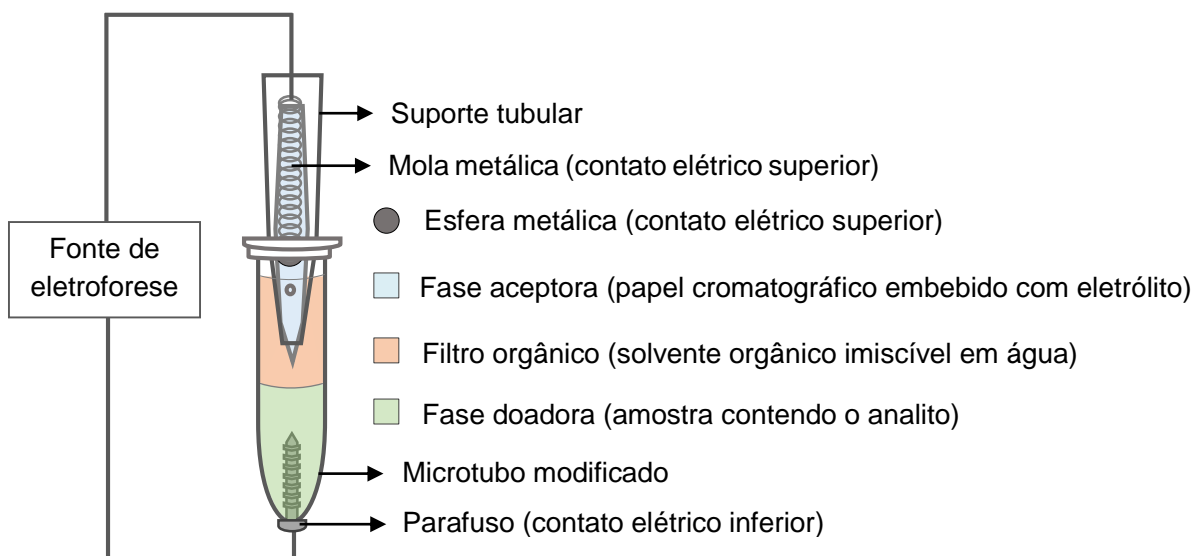 Suporte tubular
Mola metálica (contato elétrico superior)
Esfera metálica (contato elétrico superior)
Fonte de
eletroforese
Fase aceptora (papel cromatográfico embebido com eletrólito)
Filtro orgânico (solvente orgânico imiscível em água)
Fase doadora (amostra contendo o analito)
Microtubo modificado
Parafuso (contato elétrico inferior)